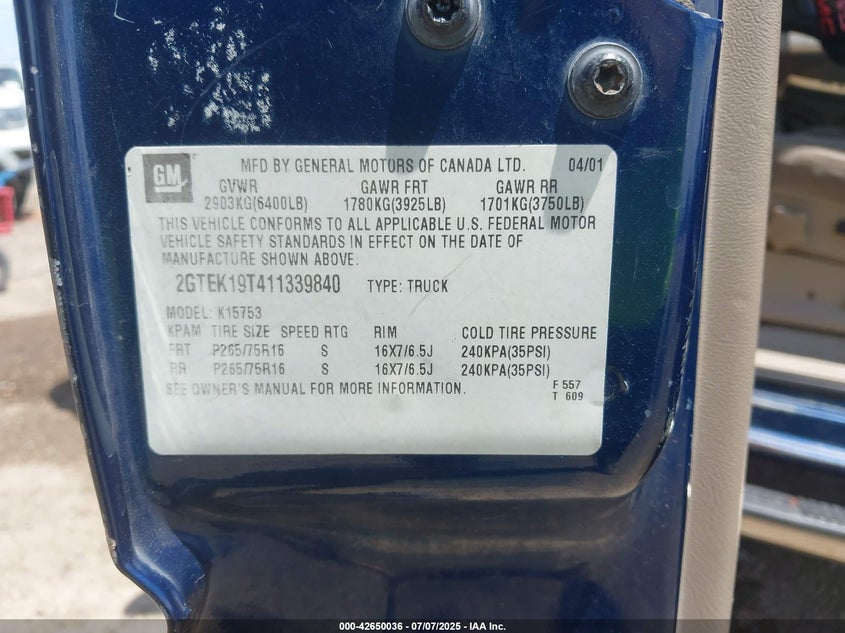 GM
MFD BY GENERAL MOTORS OF CANADA LTD. 04/01
GVWR GAWR FRT GAWR RR
2903KG(6400LB) 1780KG(3925LB) 1701KG(3750LB)
THIS VEHICLE CONFORMS TO ALL APPLICABLE U.S. FEDERAL MOTOR
VEHICLE SAFETY STANDARDS IN EFFECT ON THE DATE OF
MANUFACTURE SHOWN ABOVE.
2GTEK19T411339840 TYPE: TRUCK
MODEL: K15753
KPAM TIRE SIZE SPEED RTG RIM COLD TIRE PRESSURE
FRT P265/75R16 S 16X7/6.5J 240KPA(35PSI)
RR P265/75R16 S 16X7/6.5J 240KPA(35PSI)
SEE OWNER'S MANUAL FOR MORE INFORMATION.
F 557
T 609
000-42650036 - 07/07/2025 - IAA Inc.